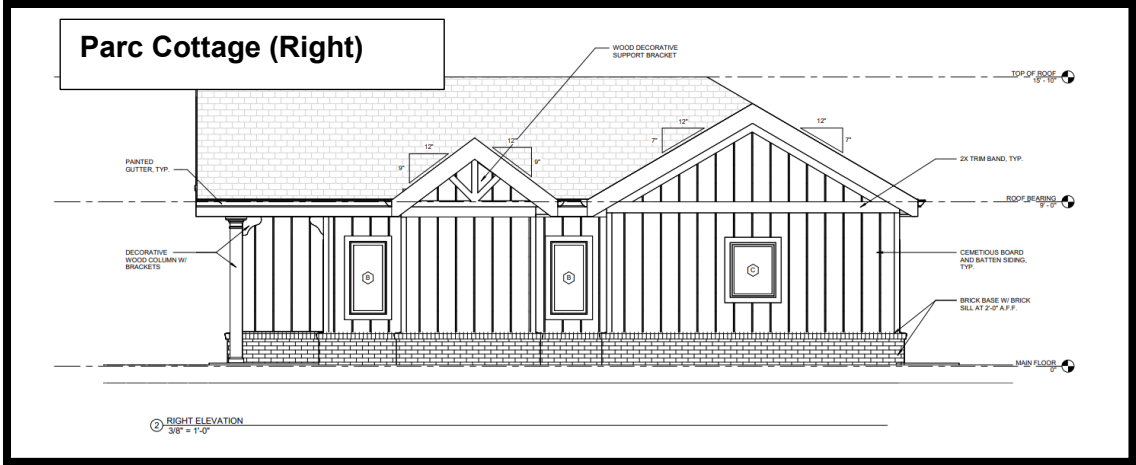 Parc Cottage (Right)
WOOD DECORATIVE
SUPPORT BRACKET
TOP OF ROOF
15' - 10"
12"
12"
12"
12"
7"
7"
9"
9"
PAINTED
GUTTER, TYP.
2X TRIM BAND, TYP.
ROOF BEARING
9' - 0"
DECORATIVE
WOOD COLUMN W/
BRACKETS
B
B
C
CEMETIOUS BOARD
AND BATTEN SIDING,
TYP.
BRICK BASE W/ BRICK
SILL AT 2'-0" A.F.F.
MAIN FLOOR
0"
2
RIGHT ELEVATION
3/8" = 1'-0"